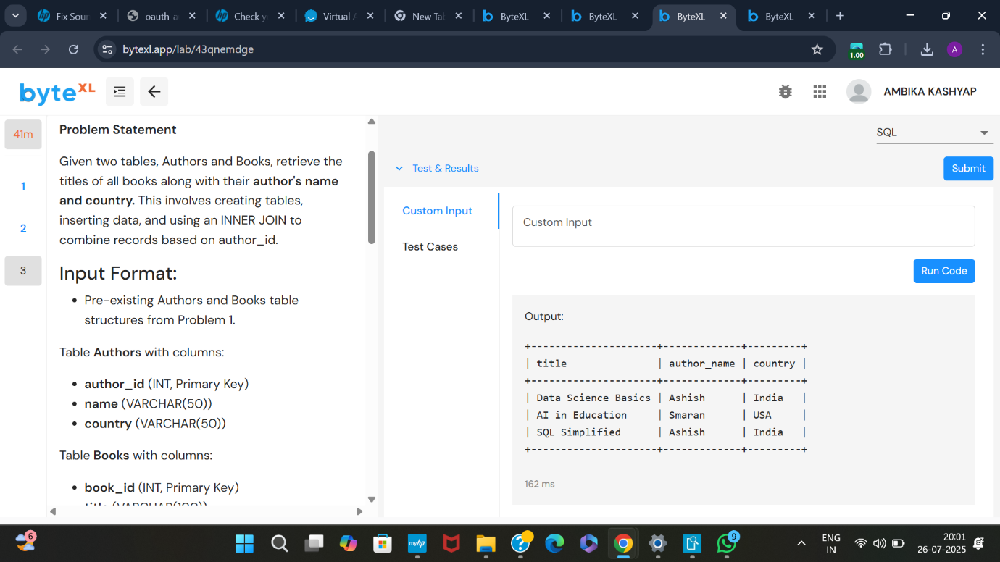 Fix Sour
oauth-a
Check y
Virtual A
New Tab
ByteXL
ByteXL
ByteXL
ByteXL
bytexl.app/lab/43qnemdge
1.00
A
byteXL
AMBIKA KASHYAP
41m
1
2
3
Problem Statement
Given two tables, Authors and Books, retrieve the
titles of all books along with their author's name
and country. This involves creating tables,
inserting data, and using an INNER JOIN to
combine records based on author_id.
Input Format:
• Pre-existing Authors and Books table
structures from Problem 1.
Table Authors with columns:
• author_id (INT, Primary Key)
• name (VARCHAR(50))
• country (VARCHAR(50))
Table Books with columns:
• book_id (INT, Primary Key)
SQL
Test & Results
Submit
Custom Input
Test Cases
Custom Input
Run Code
Output:
+---------------------+-------------+---------+
| title               | author_name | country |
+---------------------+-------------+---------+
| Data Science Basics | Ashish      | India   |
| AI in Education     | Smaran      | USA     |
| SQL Simplified      | Ashish      | India   |
+---------------------+-------------+---------+
162 ms
6
myhp
9
ENG
IN
20:01
26-07-2025